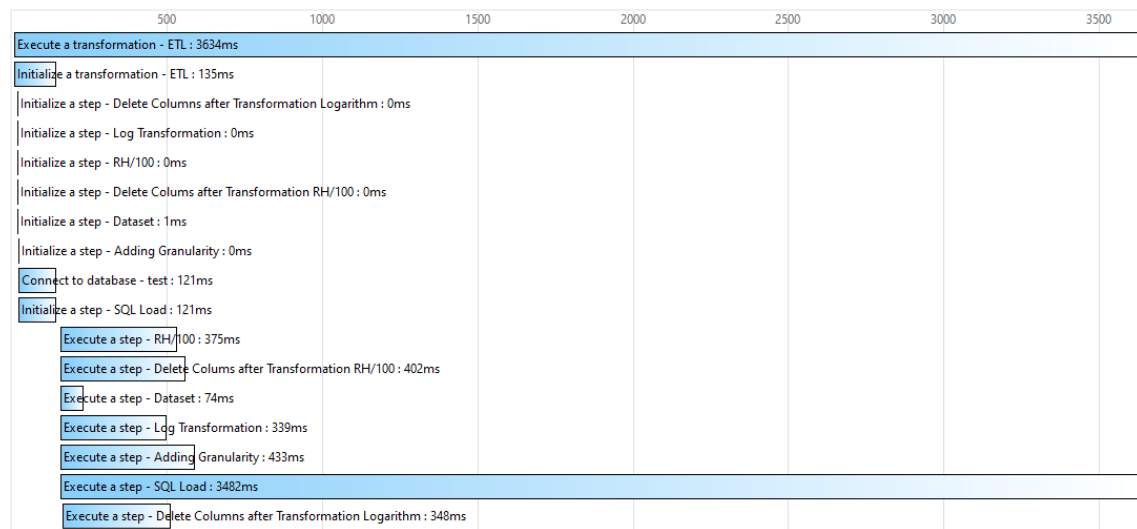 500 1000 1500 2000 2500 3000 3500
Execute a transformation - ETL : 3634ms
Initialize a transformation - ETL : 135ms
Initialize a step - Delete Columns after Transformation Logarithm : 0ms
Initialize a step - Log Transformation : 0ms
Initialize a step - RH/100 : 0ms
Initialize a step - Delete Colums after Transformation RH/100 : 0ms
Initialize a step - Dataset : 1ms
Initialize a step - Adding Granularity : 0ms
Connect to database - test : 121ms
Initialize a step - SQL Load : 121ms
Execute a step - RH/100 : 375ms
Execute a step - Delete Colums after Transformation RH/100 : 402ms
Execute a step - Dataset : 74ms
Execute a step - Log Transformation : 339ms
Execute a step - Adding Granularity : 433ms
Execute a step - SQL Load : 3482ms
Execute a step - Delete Columns after Transformation Logarithm : 348ms